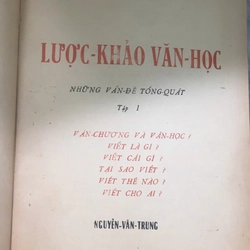 LƯỢC-KHẢO VĂN-HỌC
NHỮNG VẤN-ĐỀ TỔNG-QUÁT
Tập I
VĂN-CHƯƠNG VÀ VĂN-HỌC ?
VIẾT LÀ GÌ ?
VIẾT CÁI GÌ ?
TẠI SAO VIẾT ?
VIẾT THẾ NÀO ?
VIẾT CHO AI ?
NGUYỄN-VĂN-TRUNG